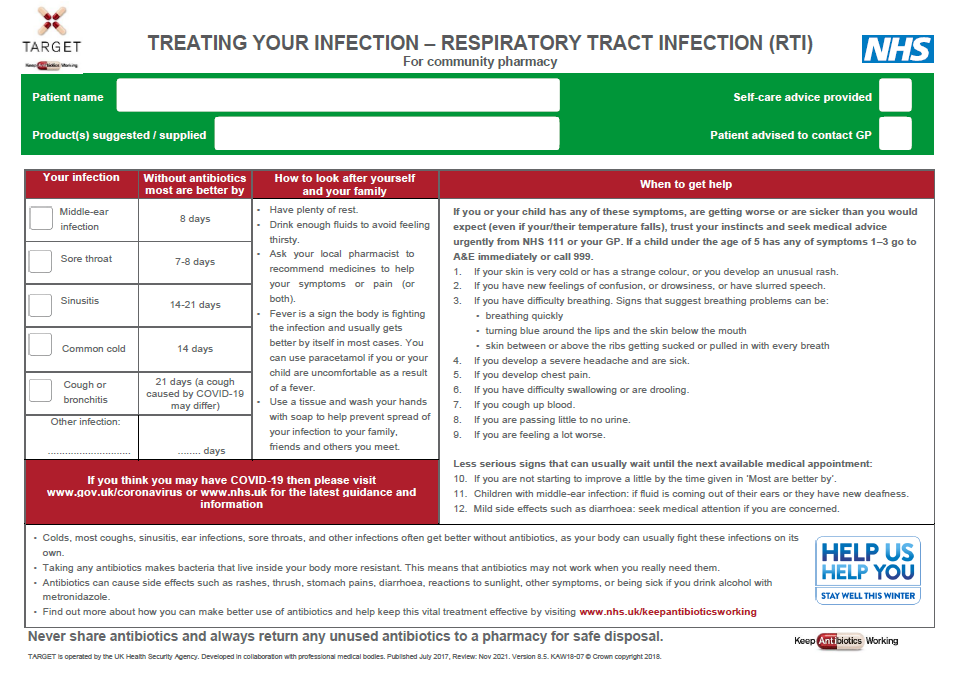 TARGET
Keep Antibiotics Working
TREATING YOUR INFECTION – RESPIRATORY TRACT INFECTION (RTI)
For community pharmacy
NHS
Patient name
Self-care advice provided
Product(s) suggested / supplied
Patient advised to contact GP
Your infection
Without antibiotics
most are better by
How to look after yourself
and your family
When to get help
Middle-ear
infection
8 days
Sore throat
7-8 days
Sinusitis
14-21 days
Common cold
14 days
Cough or
bronchitis
21 days (a cough
caused by COVID-19
may differ)
Other infection:
.............................
........ days
• Have plenty of rest.
• Drink enough fluids to avoid feeling
thirsty.
• Ask your local pharmacist to
recommend medicines to help
your symptoms or pain (or
both).
• Fever is a sign the body is fighting
the infection and usually gets
better by itself in most cases. You
can use paracetamol if you or your
child are uncomfortable as a result
of a fever.
• Use a tissue and wash your hands
with soap to help prevent spread of
your infection to your family,
friends and others you meet.
If you or your child has any of these symptoms, are getting worse or are sicker than you would
expect (even if your/their temperature falls), trust your instincts and seek medical advice
urgently from NHS 111 or your GP. If a child under the age of 5 has any of symptoms 1–3 go to
A&E immediately or call 999.
1. If your skin is very cold or has a strange colour, or you develop an unusual rash.
2. If you have new feelings of confusion, or drowsiness, or have slurred speech.
3. If you have difficulty breathing. Signs that suggest breathing problems can be:
• breathing quickly
• turning blue around the lips and the skin below the mouth
• skin between or above the ribs getting sucked or pulled in with every breath
4. If you develop a severe headache and are sick.
5. If you develop chest pain.
6. If you have difficulty swallowing or are drooling.
7. If you cough up blood.
8. If you are passing little to no urine.
9. If you are feeling a lot worse.
Less serious signs that can usually wait until the next available medical appointment:
10. If you are not starting to improve a little by the time given in 'Most are better by'.
11. Children with middle-ear infection: if fluid is coming out of their ears or they have new deafness.
12. Mild side effects such as diarrhoea: seek medical attention if you are concerned.
If you think you may have COVID-19 then please visit
www.gov.uk/coronavirus or www.nhs.uk for the latest guidance and
information
• Colds, most coughs, sinusitis, ear infections, sore throats, and other infections often get better without antibiotics, as your body can usually fight these infections on its
own.
• Taking any antibiotics makes bacteria that live inside your body more resistant. This means that antibiotics may not work when you really need them.
• Antibiotics can cause side effects such as rashes, thrush, stomach pains, diarrhoea, reactions to sunlight, other symptoms, or being sick if you drink alcohol with
metronidazole.
• Find out more about how you can make better use of antibiotics and help keep this vital treatment effective by visiting www.nhs.uk/keepantibioticsworking
HELP US
HELP YOU
STAY WELL THIS WINTER
Never share antibiotics and always return any unused antibiotics to a pharmacy for safe disposal.
Keep Antibiotics Working
TARGET is operated by the UK Health Security Agency. Developed in collaboration with professional medical bodies. Published July 2017, Review: Nov 2021. Version 8.5. KAW18-07 © Crown copyright 2018.